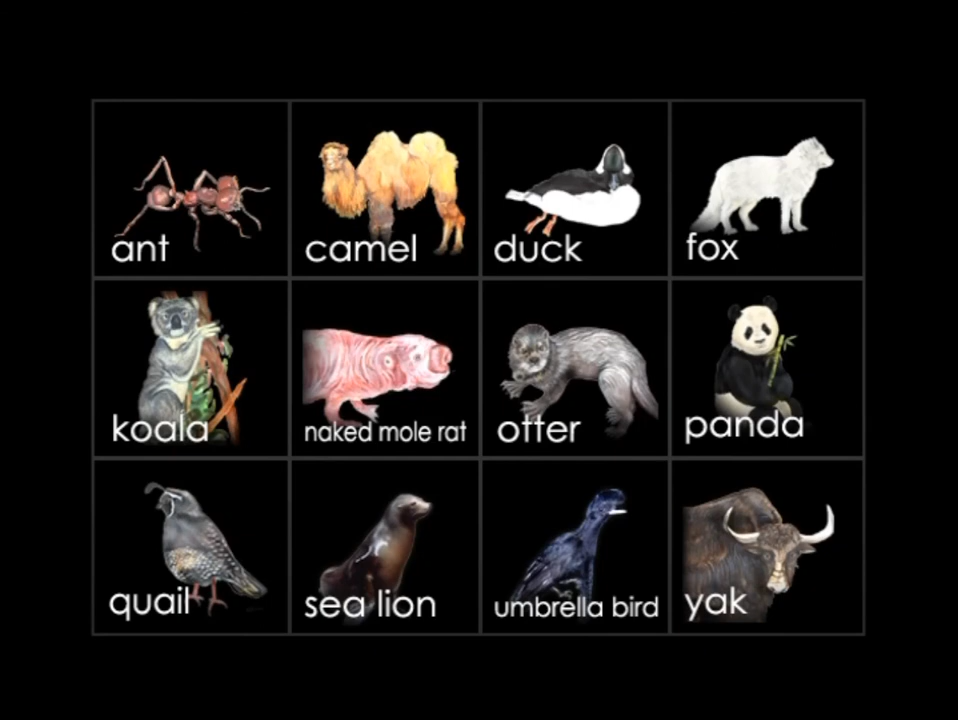 ant
camel
duck
fox
koala
naked mole rat
otter
panda
quail
sea lion
umbrella bird
yak